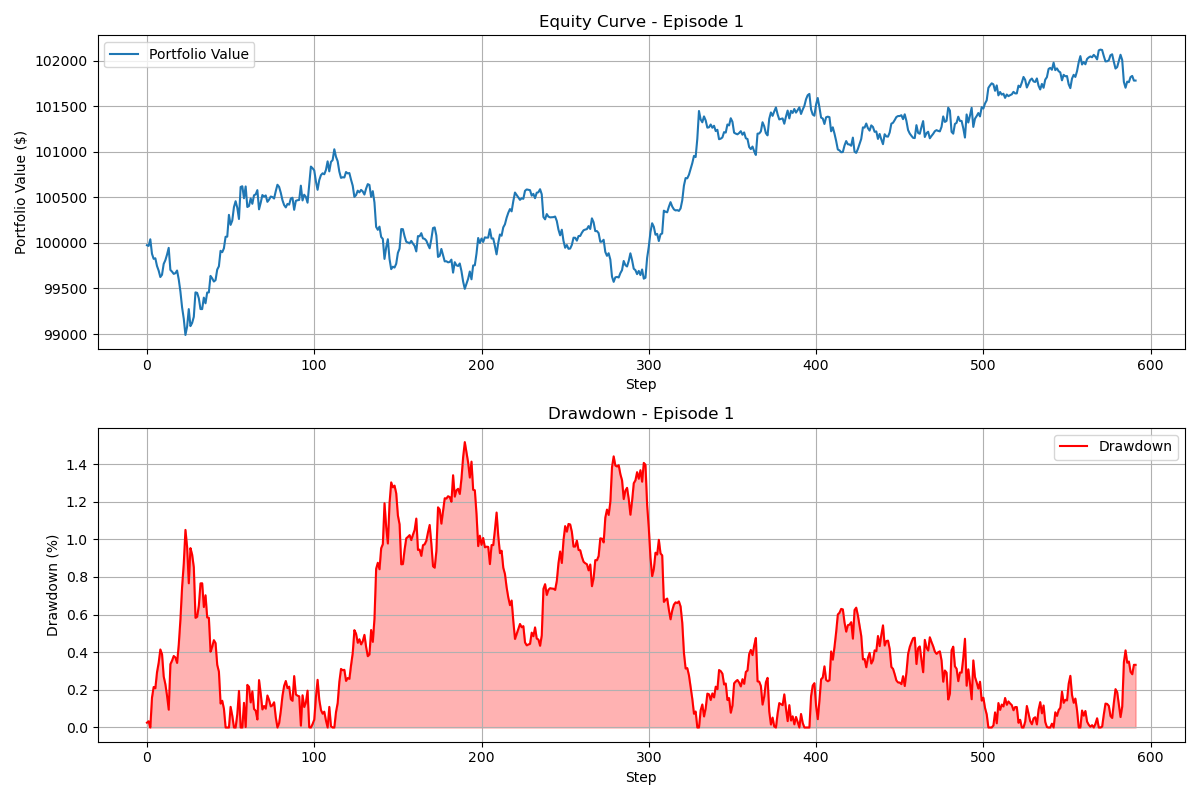 Equity Curve - Episode 1
Portfolio Value
Portfolio Value ($)
102000
101500
101000
100500
100000
99500
99000
0 100 200 300 400 500 600
Step
Drawdown - Episode 1
Drawdown
Drawdown (%)
1.4
1.2
1.0
0.8
0.6
0.4
0.2
0.0
0 100 200 300 400 500 600
Step